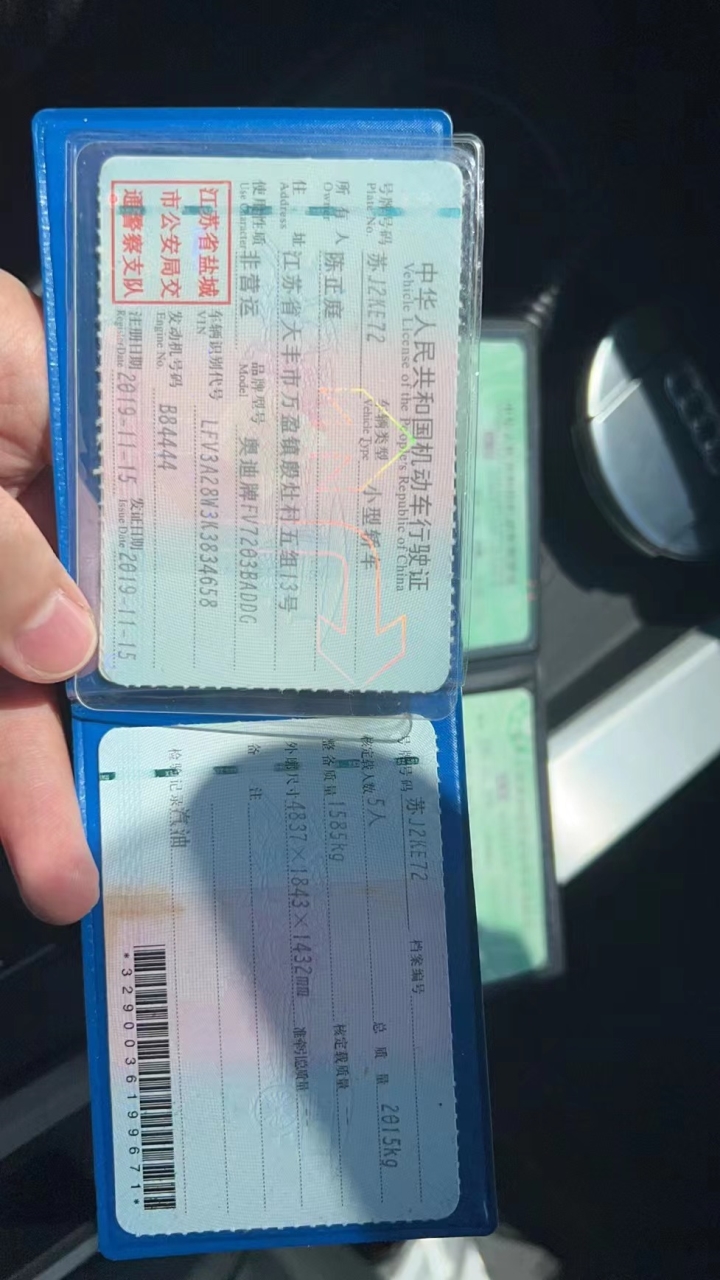 中华人民共和国机动车行驶证
Vehicle License of the People's Republic of China
号牌号码 苏J2KE72 车辆类型 小型轿车
Plate No. Vehicle Type
所有人 陈正庭
Owner
住址 江苏省大丰市万盈镇殷灶村五组13号
Address
使用性质 非营运 品牌型号 奥迪牌FV7203BADDG
Use Character Model
江苏省盐城
市公安局交
通警察支队
车辆识别代号 LFV3A28W3K3834658
VIN
发动机号码 B84444
Engine No.
注册日期 2019-11-15 发证日期 2019-11-15
Register Date Issue Date
号牌号码 苏J2KE72 档案编号
核定载人数 5人 总质量 2015kg
整备质量 1585kg 核定载质量 --
外廓尺寸 4837×1843×1432mm 准牵引总质量 --
备注
检验记录 汽油
*3290036199671*